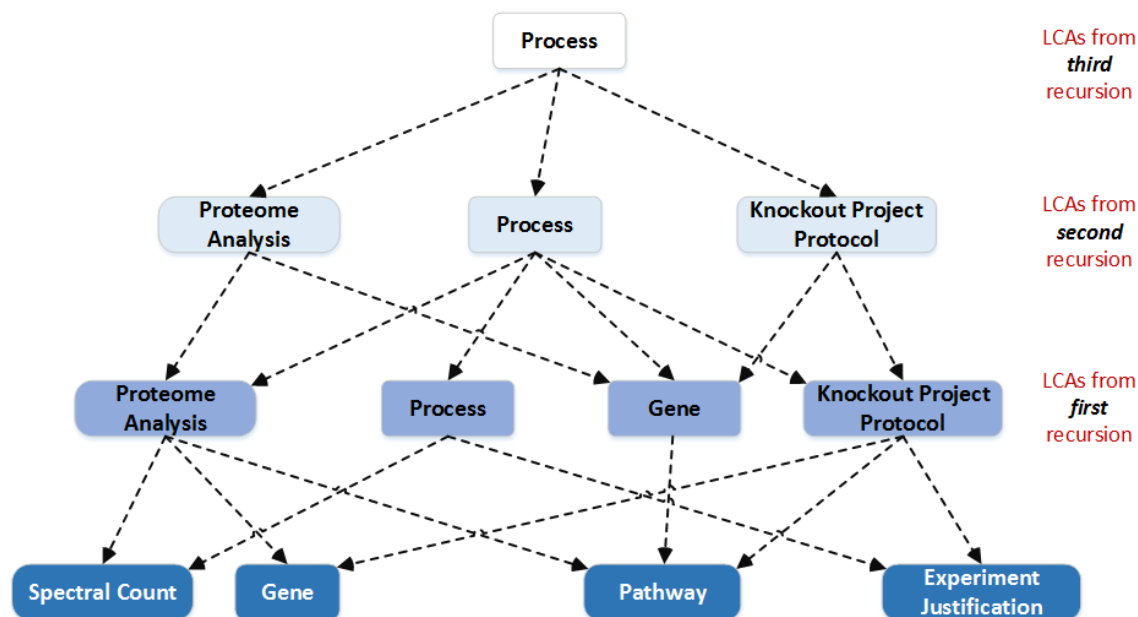 Process
LCAs from
third
recursion
Proteome
Analysis
Process
Knockout Project
Protocol
LCAs from
second
recursion
Proteome
Analysis
Process
Gene
Knockout Project
Protocol
LCAs from
first
recursion
Spectral Count
Gene
Pathway
Experiment
Justification